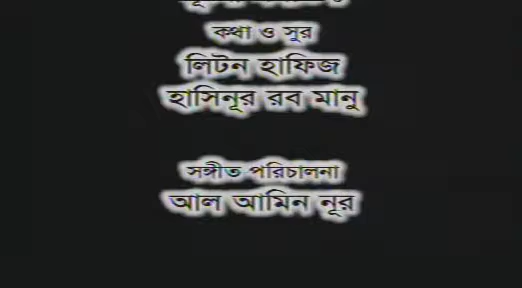 কথা ও সুর
লিটন হাফিজ
হাসিনূর রব মানু
সঙ্গীত পরিচালনা
আল আমিন নূর